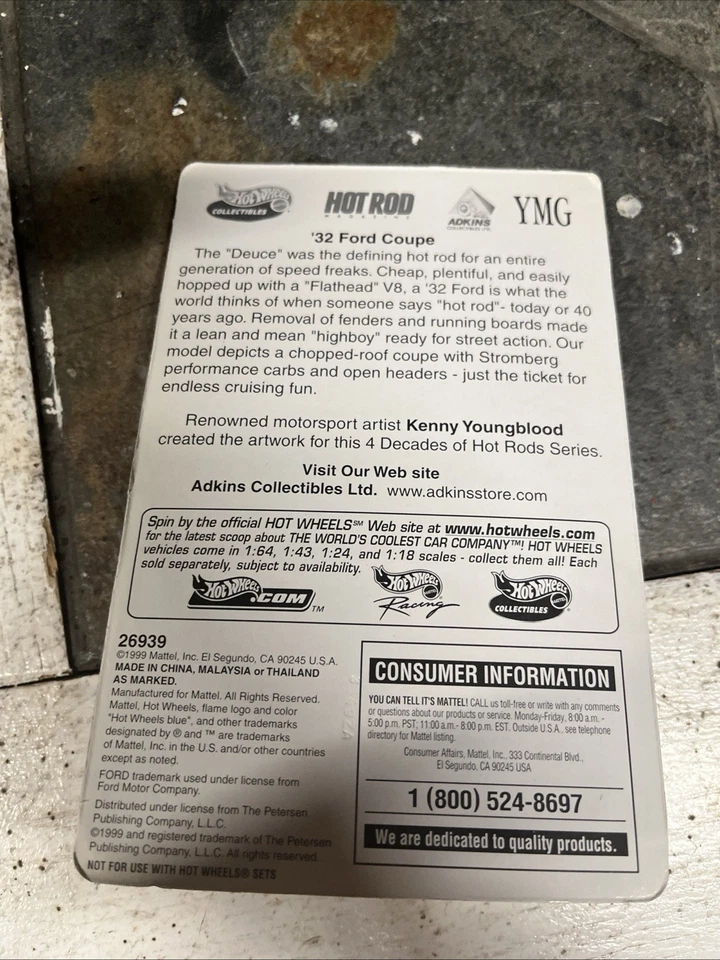 Hot Wheels
COLLECTIBLES
HOT ROD
MAGAZINE
ADKINS
COLLECTIBLES LTD.
YMG
'32 Ford Coupe
The "Deuce" was the defining hot rod for an entire
generation of speed freaks. Cheap, plentiful, and easily
hopped up with a "Flathead" V8, a '32 Ford is what the
world thinks of when someone says "hot rod"- today or 40
years ago. Removal of fenders and running boards made
it a lean and mean "highboy" ready for street action. Our
model depicts a chopped-roof coupe with Stromberg
performance carbs and open headers - just the ticket for
endless cruising fun.
Renowned motorsport artist Kenny Youngblood
created the artwork for this 4 Decades of Hot Rods Series.
Visit Our Web site
Adkins Collectibles Ltd. www.adkinsstore.com
Spin by the official HOT WHEELS℠ Web site at www.hotwheels.com
for the latest scoop about THE WORLD'S COOLEST CAR COMPANY™! HOT WHEELS
vehicles come in 1:64, 1:43, 1:24, and 1:18 scales - collect them all! Each
sold separately, subject to availability.
Hot Wheels .COM ™
Hot Wheels Racing
Hot Wheels COLLECTIBLES
26939
©1999 Mattel, Inc. El Segundo, CA 90245 U.S.A.
MADE IN CHINA, MALAYSIA or THAILAND
AS MARKED.
Manufactured for Mattel. All Rights Reserved.
Mattel, Hot Wheels, flame logo and color
"Hot Wheels blue", and other trademarks
designated by ® and ™ are trademarks
of Mattel, Inc. in the U.S. and/or other countries
except as noted.
FORD trademark used under license from
Ford Motor Company.
Distributed under license from The Petersen
Publishing Company, L.L.C.
©1999 and registered trademark of The Petersen
Publishing Company, L.L.C. All rights reserved.
NOT FOR USE WITH HOT WHEELS® SETS
CONSUMER INFORMATION
YOU CAN TELL IT'S MATTEL! CALL us toll-free or write with any comments
or questions about our products or service. Monday-Friday, 8:00 a.m. -
5:00 p.m. PST; 11:00 a.m.- 8:00 p.m. EST. Outside U.S.A., see telephone
directory for Mattel listing.
Consumer Affairs, Mattel, Inc., 333 Continental Blvd.,
El Segundo, CA 90245 USA
1 (800) 524-8697
We are dedicated to quality products.